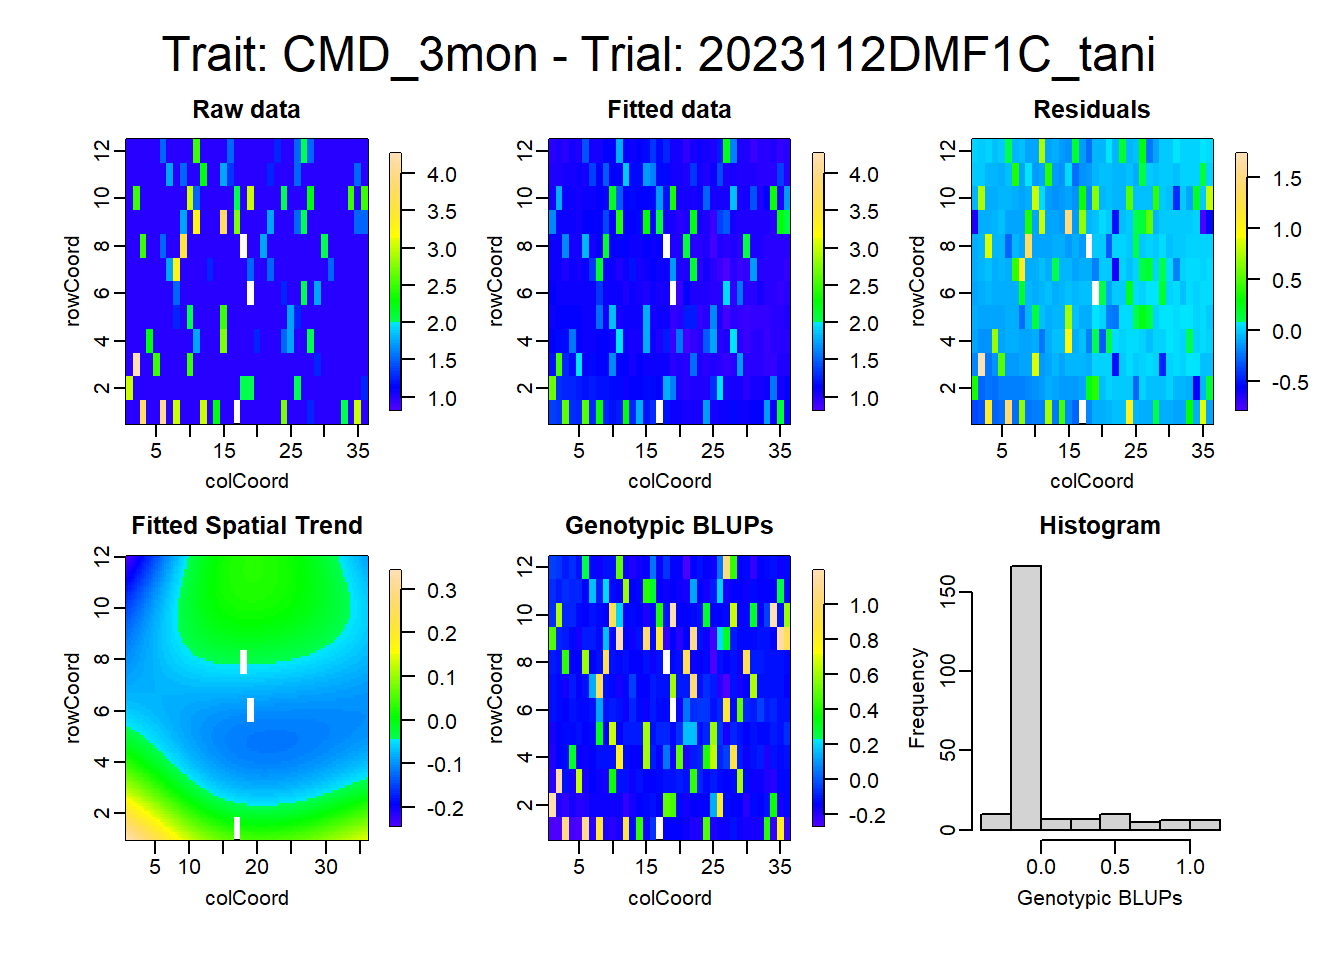 Trait: CMD_3mon - Trial: 2023112DMF1C_tani
Raw data
12
10
8
6
4
2
rowCoord
5 15 25 35
colCoord
4.0
3.5
3.0
2.5
2.0
1.5
1.0
Fitted data
12
10
8
6
4
2
rowCoord
5 15 25 35
colCoord
4.0
3.5
3.0
2.5
2.0
1.5
1.0
Residuals
12
10
8
6
4
2
rowCoord
5 15 25 35
colCoord
1.5
1.0
0.5
0.0
-0.5
Fitted Spatial Trend
12
10
8
6
4
2
rowCoord
5 10 20 30
colCoord
0.3
0.2
0.1
0.0
-0.1
-0.2
Genotypic BLUPs
12
10
8
6
4
2
rowCoord
5 15 25 35
colCoord
1.0
0.8
0.6
0.4
0.2
0.0
-0.2
Histogram
150
100
50
0
Frequency
0.0 0.5 1.0
Genotypic BLUPs